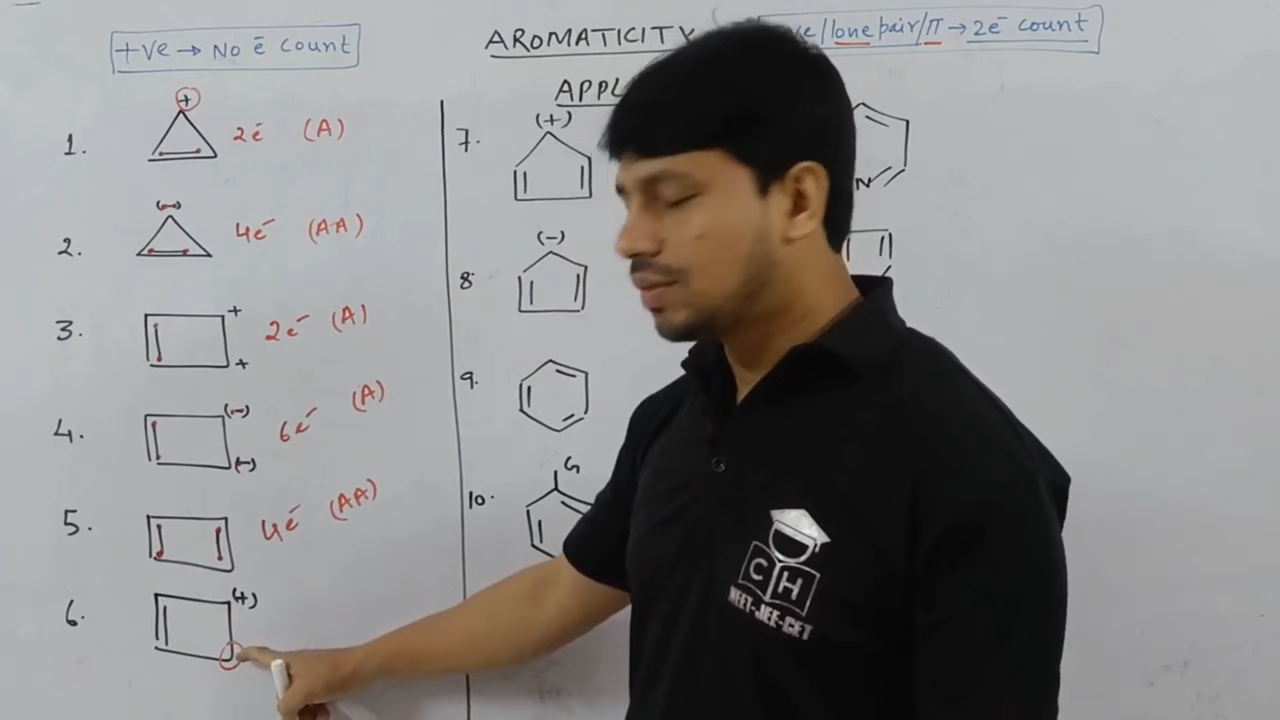 +ve → No ē count
AROMATICITY
ve/lone pair/π → 2ē count
1.
+
2ē (A)
2.
(-)
4ē (AA)
3.
+
+
2ē (A)
4.
(-)
(-)
6ē (A)
5.
4ē (AA)
6.
(+)
7.
(+)
8.
(-)
9.
10.
N
CH
NEET-JEE-CET